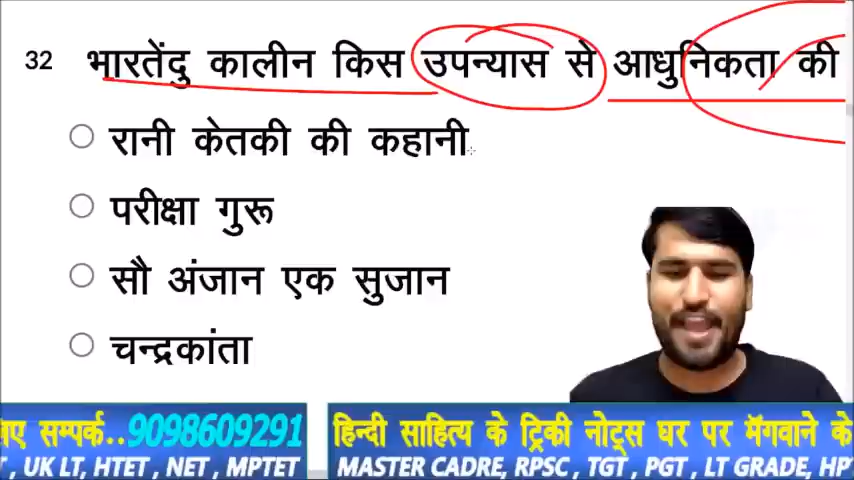 32 भारतेंदु कालीन किस उपन्यास से आधुनिकता की
रानी केतकी की कहानी
परीक्षा गुरू
सौ अंजान एक सुजान
चन्द्रकांता
सम्पर्क..9098609291 हिन्दी साहित्य के ट्रिकी नोट्स घर पर मॅगवाने के
, UK LT, HTET , NET , MPTET MASTER CADRE, RPSC , TGT , PGT , LT GRADE, HP